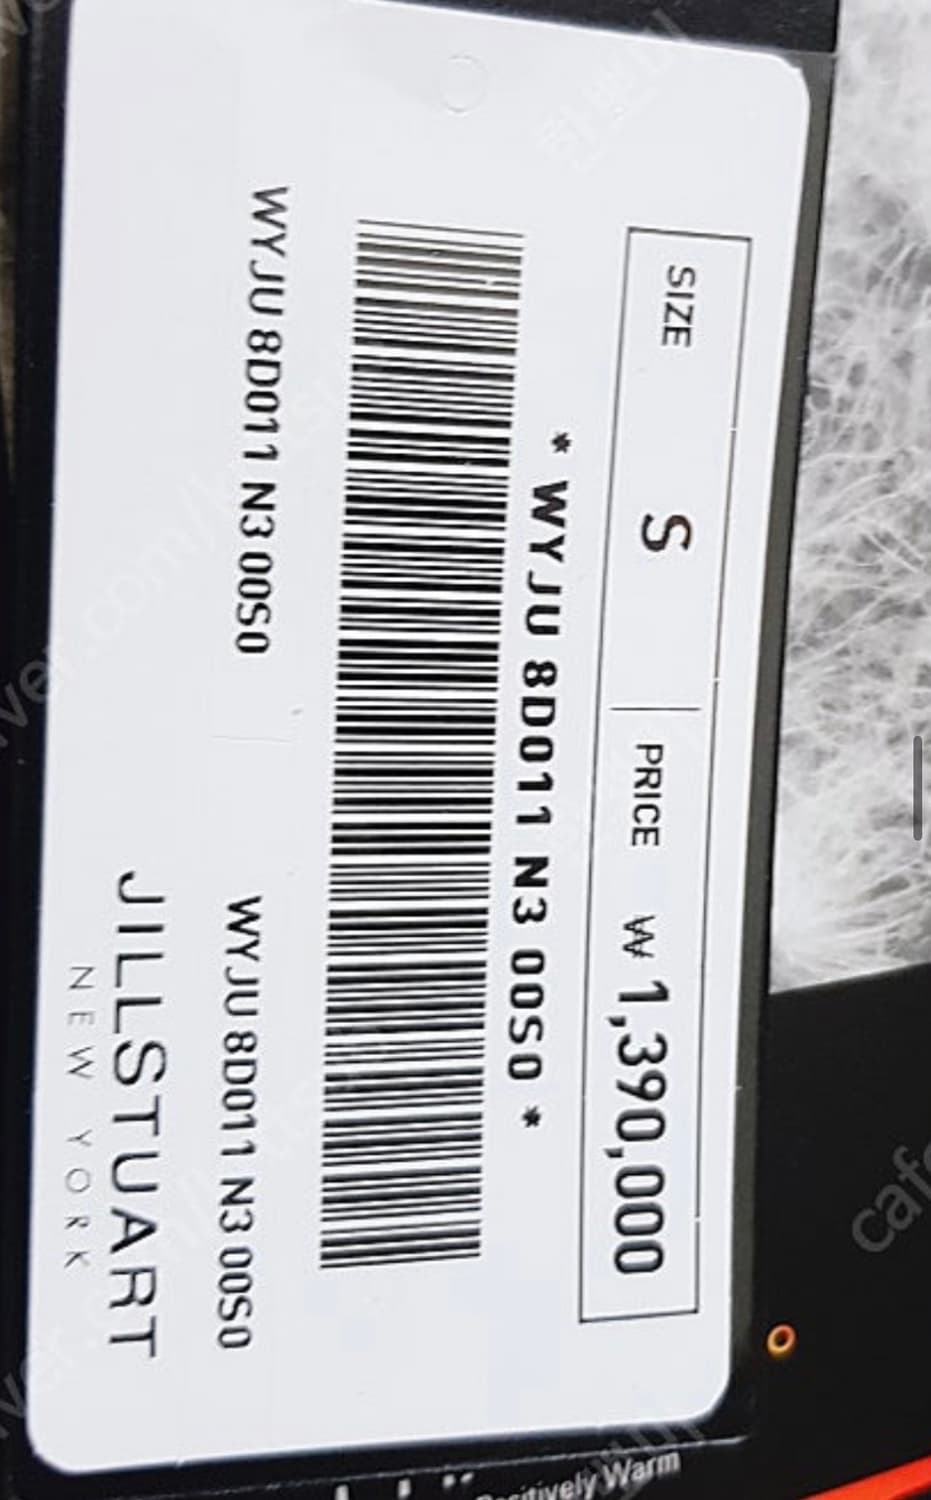 SIZE S PRICE ₩ 1,390,000
* WYJU 8D011 N3 00S0 *
WYJU 8D011 N3 00S0
WYJU 8D011 N3 00S0
JILLSTUART
NEW YORK
Positively Warm